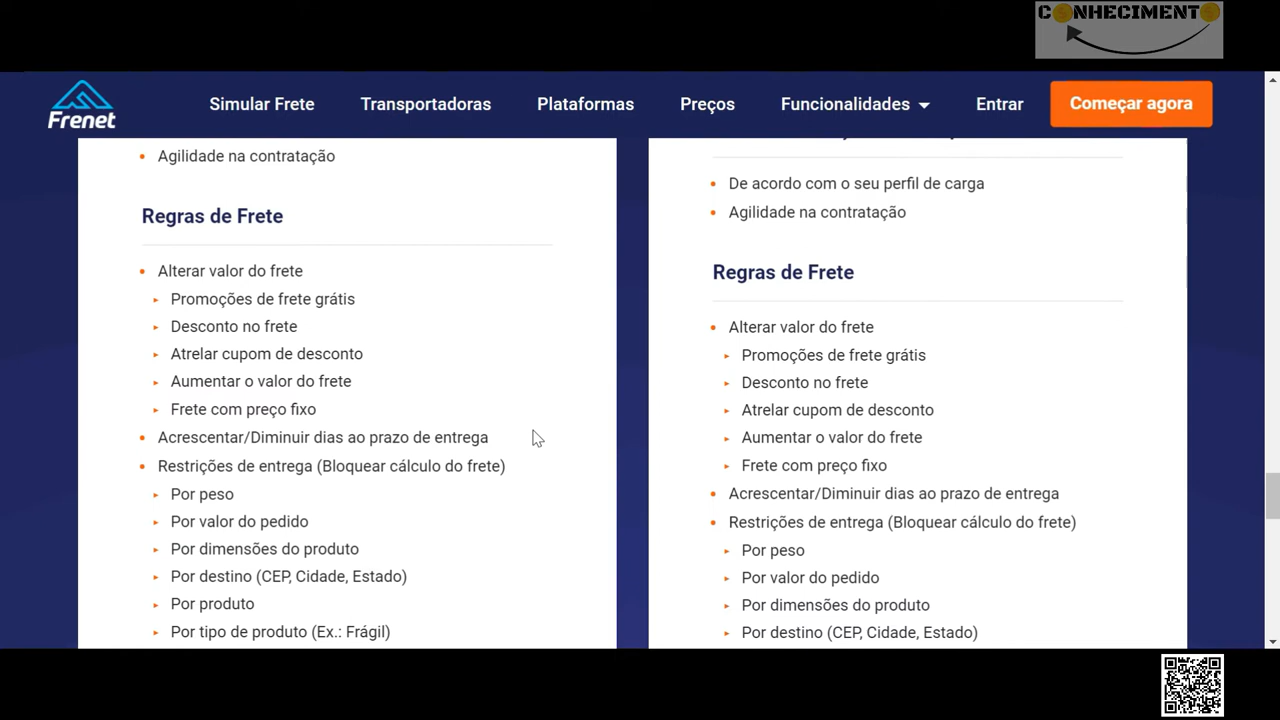 CONHECIMENTO
Frenet
Simular Frete
Transportadoras
Plataformas
Preços
Funcionalidades
Entrar
Começar agora
Agilidade na contratação
Regras de Frete
Alterar valor do frete
Promoções de frete grátis
Desconto no frete
Atrelar cupom de desconto
Aumentar o valor do frete
Frete com preço fixo
Acrescentar/Diminuir dias ao prazo de entrega
Restrições de entrega (Bloquear cálculo do frete)
Por peso
Por valor do pedido
Por dimensões do produto
Por destino (CEP, Cidade, Estado)
Por produto
Por tipo de produto (Ex.: Frágil)
De acordo com o seu perfil de carga
Agilidade na contratação
Regras de Frete
Alterar valor do frete
Promoções de frete grátis
Desconto no frete
Atrelar cupom de desconto
Aumentar o valor do frete
Frete com preço fixo
Acrescentar/Diminuir dias ao prazo de entrega
Restrições de entrega (Bloquear cálculo do frete)
Por peso
Por valor do pedido
Por dimensões do produto
Por destino (CEP, Cidade, Estado)